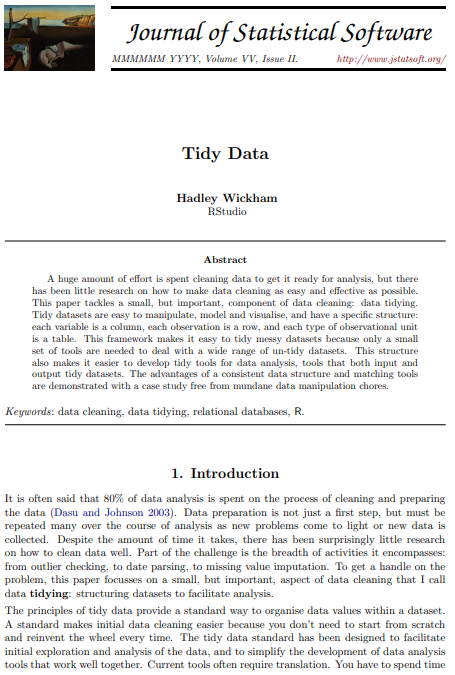 Journal of Statistical Software
MMMMMM YYYY, Volume VV, Issue II.
http://www.jstatsoft.org/
Tidy Data
Hadley Wickham
RStudio
Abstract
A huge amount of effort is spent cleaning data to get it ready for analysis, but there
has been little research on how to make data cleaning as easy and effective as possible.
This paper tackles a small, but important, component of data cleaning: data tidying.
Tidy datasets are easy to manipulate, model and visualise, and have a specific structure:
each variable is a column, each observation is a row, and each type of observational unit
is a table. This framework makes it easy to tidy messy datasets because only a small
set of tools are needed to deal with a wide range of un-tidy datasets. This structure
also makes it easier to develop tidy tools for data analysis, tools that both input and
output tidy datasets. The advantages of a consistent data structure and matching tools
are demonstrated with a case study free from mundane data manipulation chores.
Keywords: data cleaning, data tidying, relational databases, R.
1. Introduction
It is often said that 80% of data analysis is spent on the process of cleaning and preparing
the data (Dasu and Johnson 2003). Data preparation is not just a first step, but must be
repeated many over the course of analysis as new problems come to light or new data is
collected. Despite the amount of time it takes, there has been surprisingly little research
on how to clean data well. Part of the challenge is the breadth of activities it encompasses:
from outlier checking, to date parsing, to missing value imputation. To get a handle on the
problem, this paper focusses on a small, but important, aspect of data cleaning that I call
data tidying: structuring datasets to facilitate analysis.
The principles of tidy data provide a standard way to organise data values within a dataset.
A standard makes initial data cleaning easier because you don't need to start from scratch
and reinvent the wheel every time. The tidy data standard has been designed to facilitate
initial exploration and analysis of the data, and to simplify the development of data analysis
tools that work well together. Current tools often require translation. You have to spend time